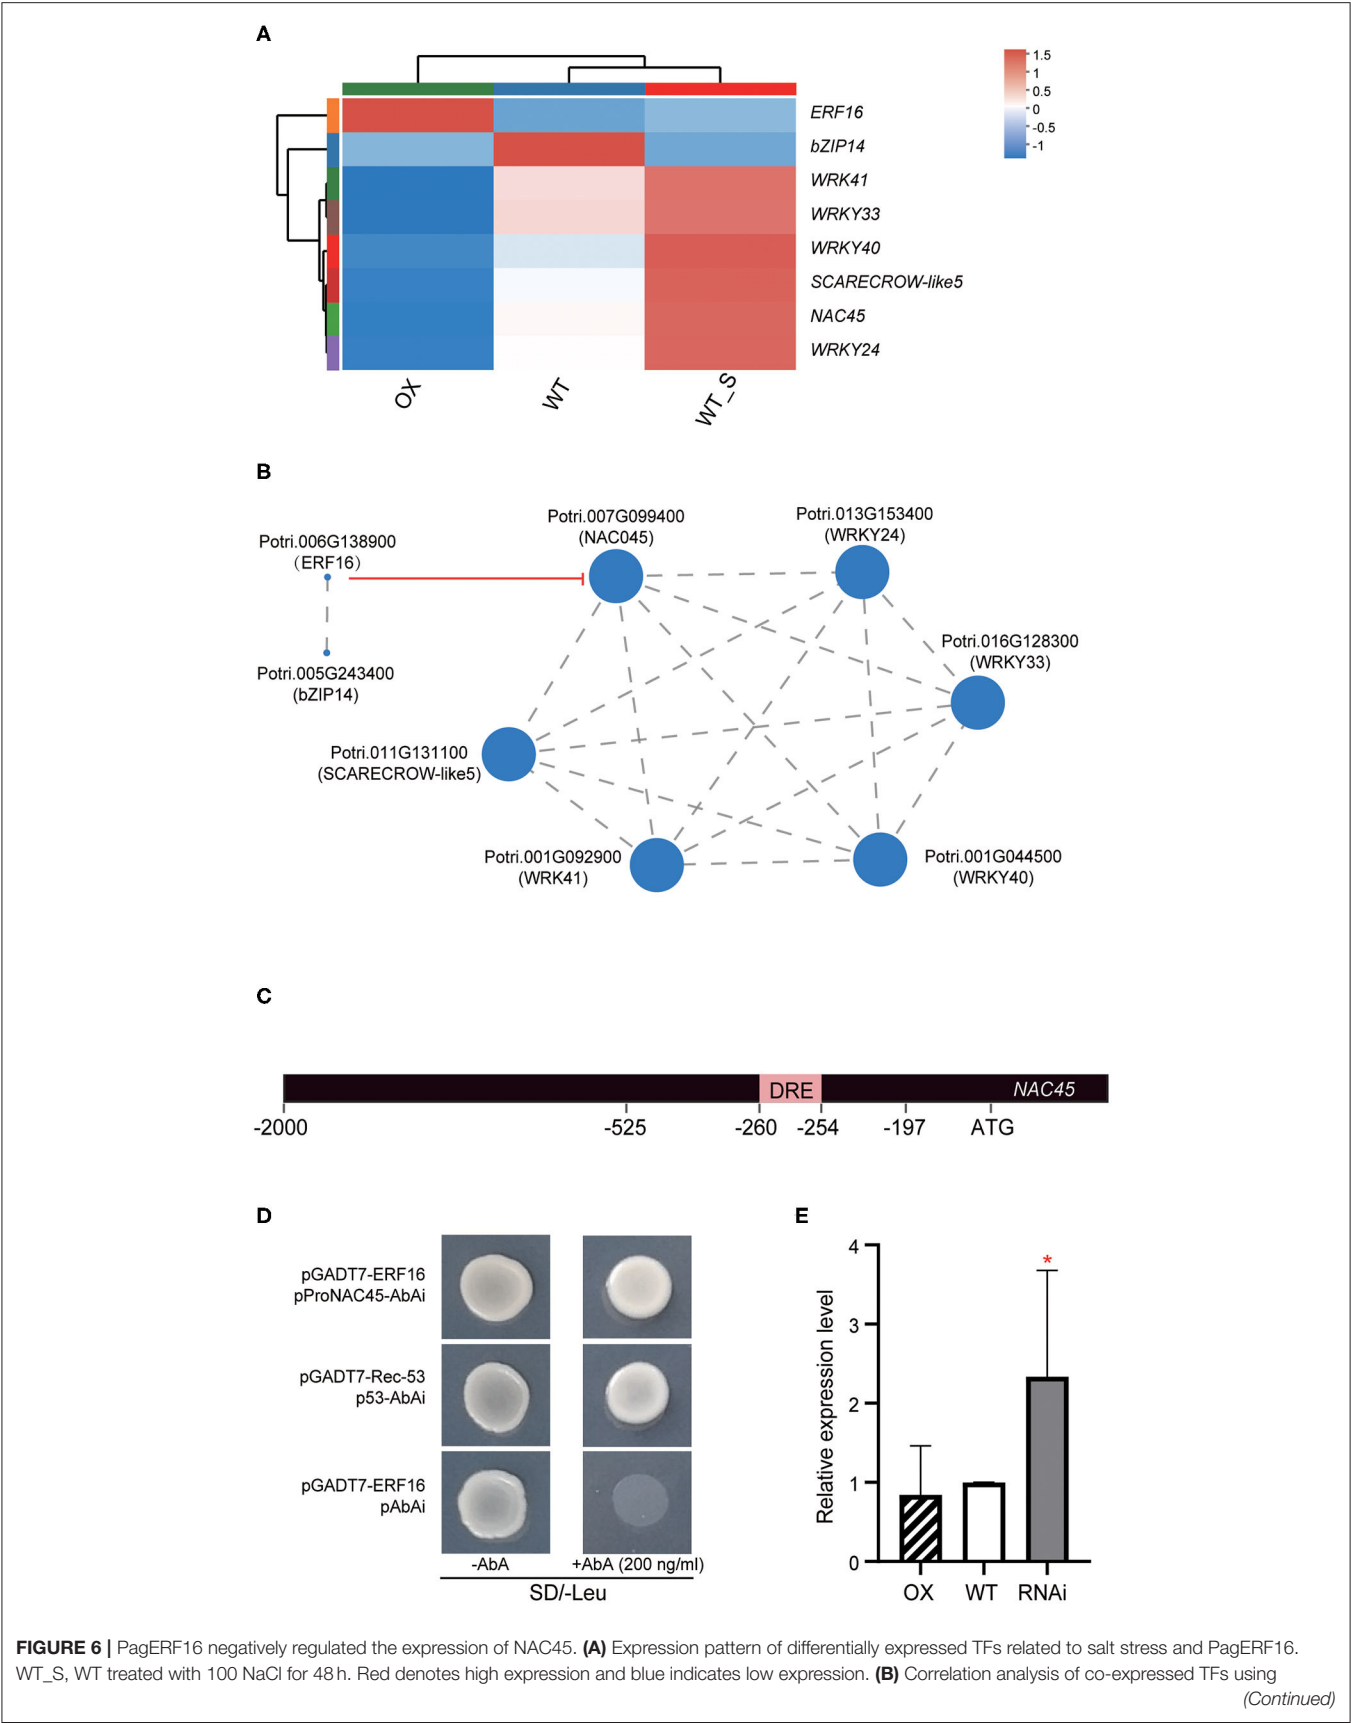 A
1.5
1
0.5
0
-0.5
-1
ERF16
bZIP14
WRK41
WRKY33
WRKY40
SCARECROW-like5
NAC45
WRKY24
OX
WT
WT_S
B
Potri.006G138900
(ERF16)
Potri.007G099400
(NAC045)
Potri.013G153400
(WRKY24)
Potri.016G128300
(WRKY33)
Potri.005G243400
(bZIP14)
Potri.011G131100
(SCARECROW-like5)
Potri.001G092900
(WRK41)
Potri.001G044500
(WRKY40)
C
DRE
NAC45
-2000
-525
-260
-254
-197
ATG
D
pGADT7-ERF16
pProNAC45-AbAi
pGADT7-Rec-53
p53-AbAi
pGADT7-ERF16
pAbAi
-AbA
+AbA (200 ng/ml)
SD/-Leu
E
Relative expression level
4
3
2
1
0
*
OX
WT
RNAi
FIGURE 6 | PagERF16 negatively regulated the expression of NAC45. (A) Expression pattern of differentially expressed TFs related to salt stress and PagERF16.
WT_S, WT treated with 100 NaCl for 48 h. Red denotes high expression and blue indicates low expression. (B) Correlation analysis of co-expressed TFs using
(Continued)